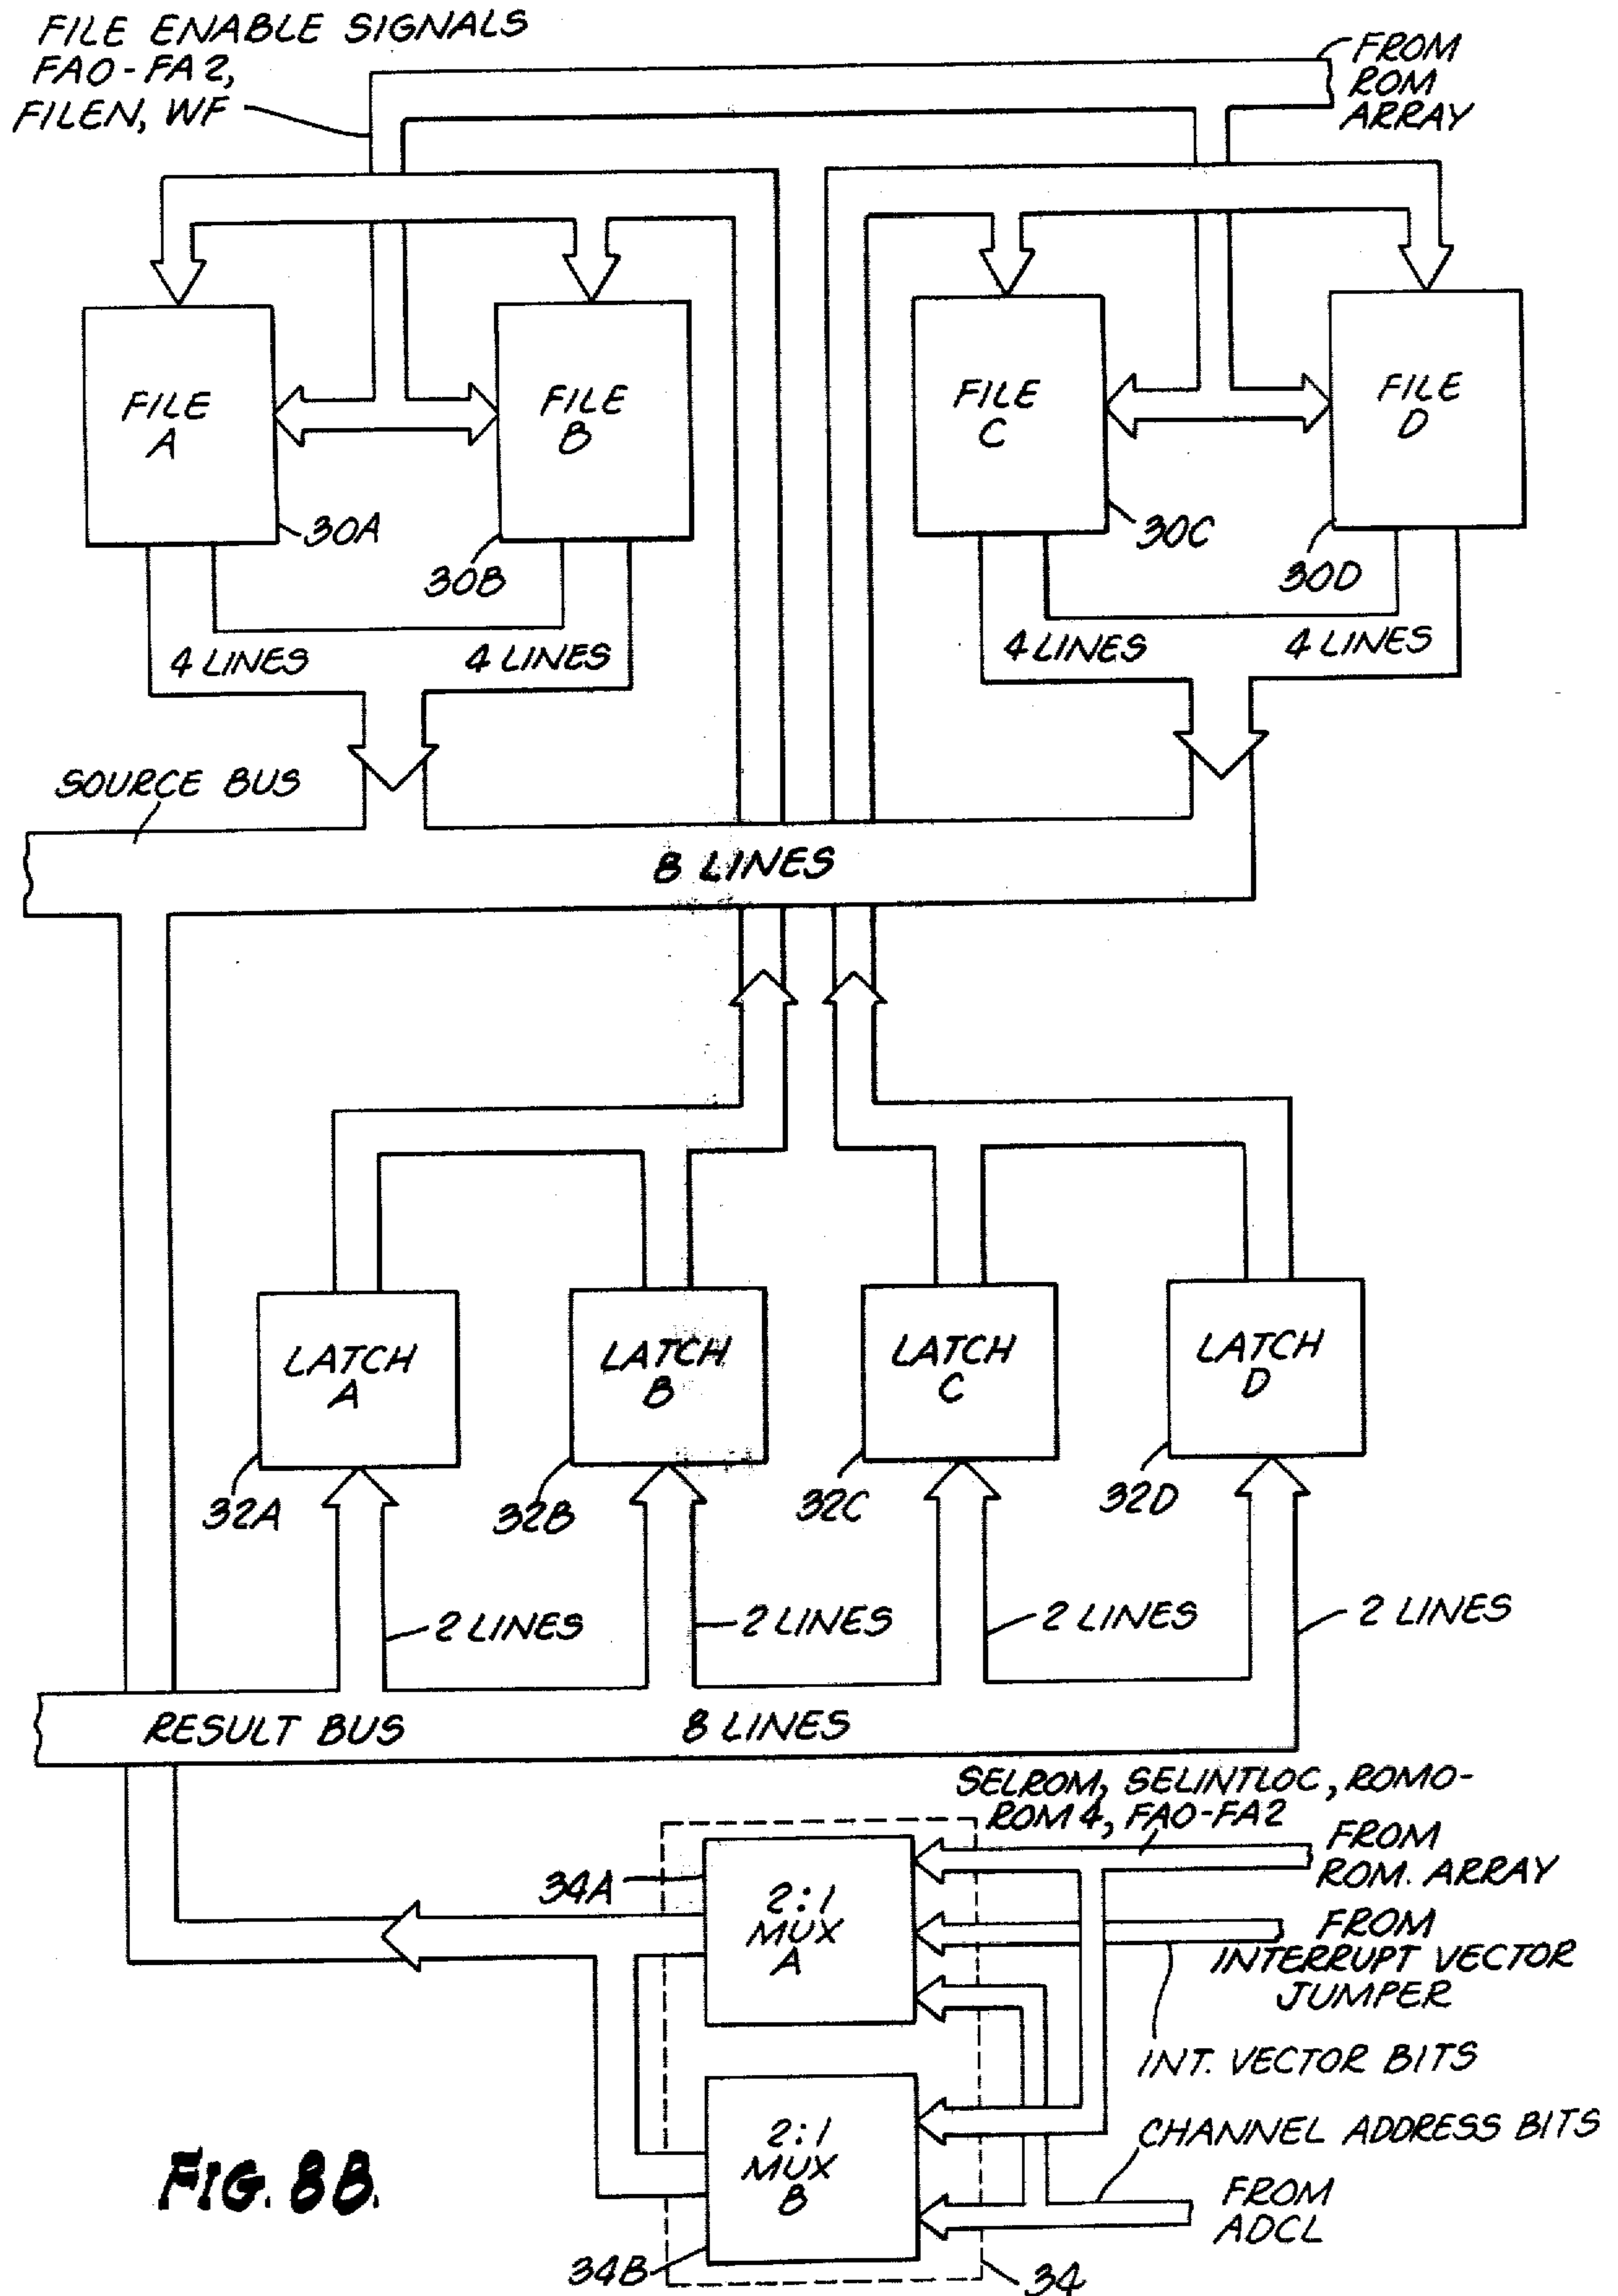 FILE ENABLE SIGNALS
FA0-FA2,
FILEN, WF
FROM
ROM
ARRAY
FILE
A
FILE
B
FILE
C
FILE
D
30A
30B
30C
30D
4 LINES
4 LINES
4 LINES
4 LINES
SOURCE BUS
8 LINES
LATCH
A
LATCH
B
LATCH
C
LATCH
D
32A
32B
32C
32D
2 LINES
2 LINES
2 LINES
2 LINES
RESULT BUS
8 LINES
SELROM, SELINTLOC, ROM0-
ROM4, FA0-FA2
FROM
ROM. ARRAY
34A
2:1
MUX
A
FROM
INTERRUPT VECTOR
JUMPER
INT. VECTOR BITS
2:1
MUX
B
CHANNEL ADDRESS BITS
FROM
ADCL
34B
34
FIG. 8B.